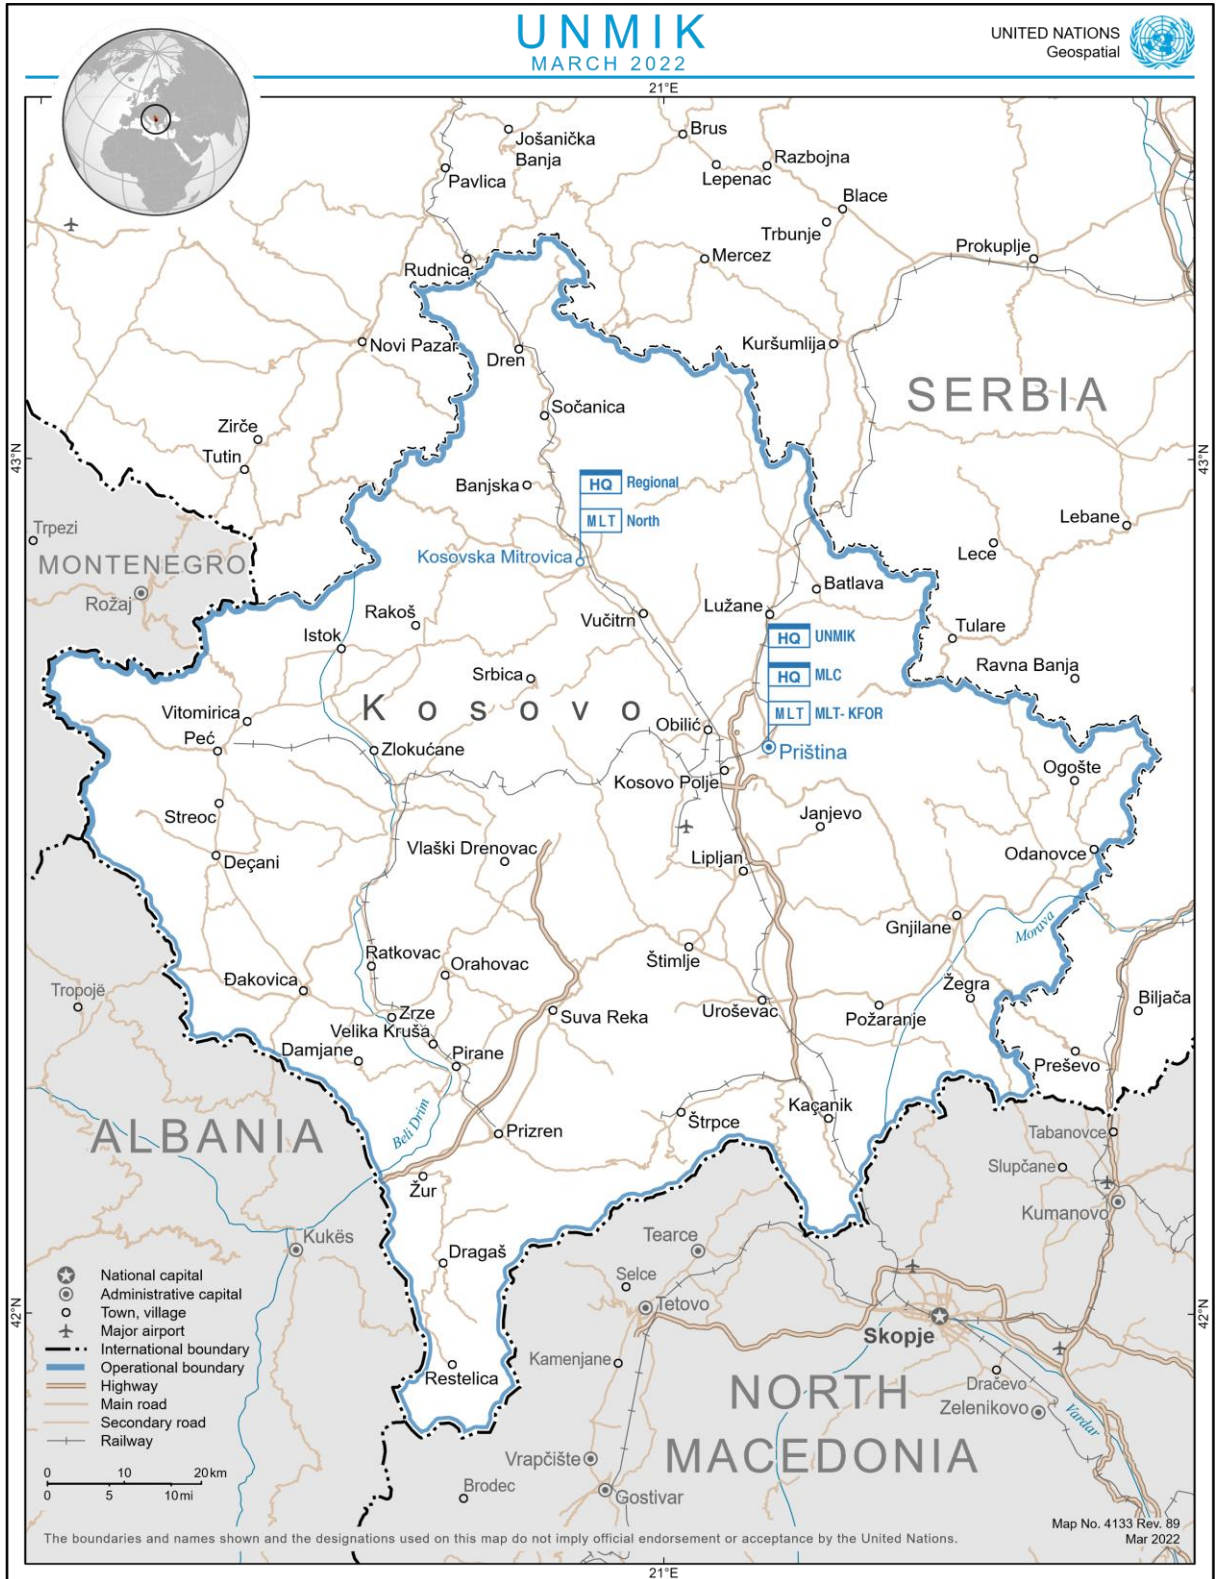 UNMIK
MARCH 2022
UNITED NATIONS
Geospatial
21°E
Jošanička
Banja
Brus
Pavlica
Lepenac
Razbojna
Blace
Trbunje
Rudnica
Mercez
Prokuplje
Novi Pazar
Dren
Kuršumlija
SERBIA
Sočanica
Zirče
Tutin
43°N
43°N
Banjska
HQ Regional
MLT North
Lebane
Trpezi
MONTENEGRO
Kosovska Mitrovica
Lece
Rožaj
Batlava
Rakoš
Vučitrn
Lužane
Istok
HQ UNMIK
Tulare
Srbica
HQ MLC
Ravna Banja
Vitomirica
Kosovo
MLT MLT- KFOR
Peć
Zlokućane
Obilić
Priština
Kosovo Polje
Ogošte
Streoc
Janjevo
Vlaški Drenovac
Deçani
Lipljan
Odanovce
Gnjilane
Morava
Ratkovac
Orahovac
Štimlje
Đakovica
Tropojë
Žegra
Zrze
Suva Reka
Uroševac
Požaranje
Biljača
Velika Kruša
Damjane
Pirane
Preševo
ALBANIA
Beli Drim
Prizren
Štrpce
Kaçanik
Tabanovce
Slupčane
Žur
Kumanovo
Kukës
Tearce
Dragaš
Selce
Tetovo
42°N
42°N
Skopje
Kamenjane
Restelica
Dračevo
NORTH
MACEDONIA
Zelenikovo
Vardar
Vrapčište
Brodec
Gostivar
National capital
Administrative capital
Town, village
Major airport
International boundary
Operational boundary
Highway
Main road
Secondary road
Railway
0 10 20 km
0 5 10 mi
The boundaries and names shown and the designations used on this map do not imply official endorsement or acceptance by the United Nations.
Map No. 4133 Rev. 89
Mar 2022
21°E